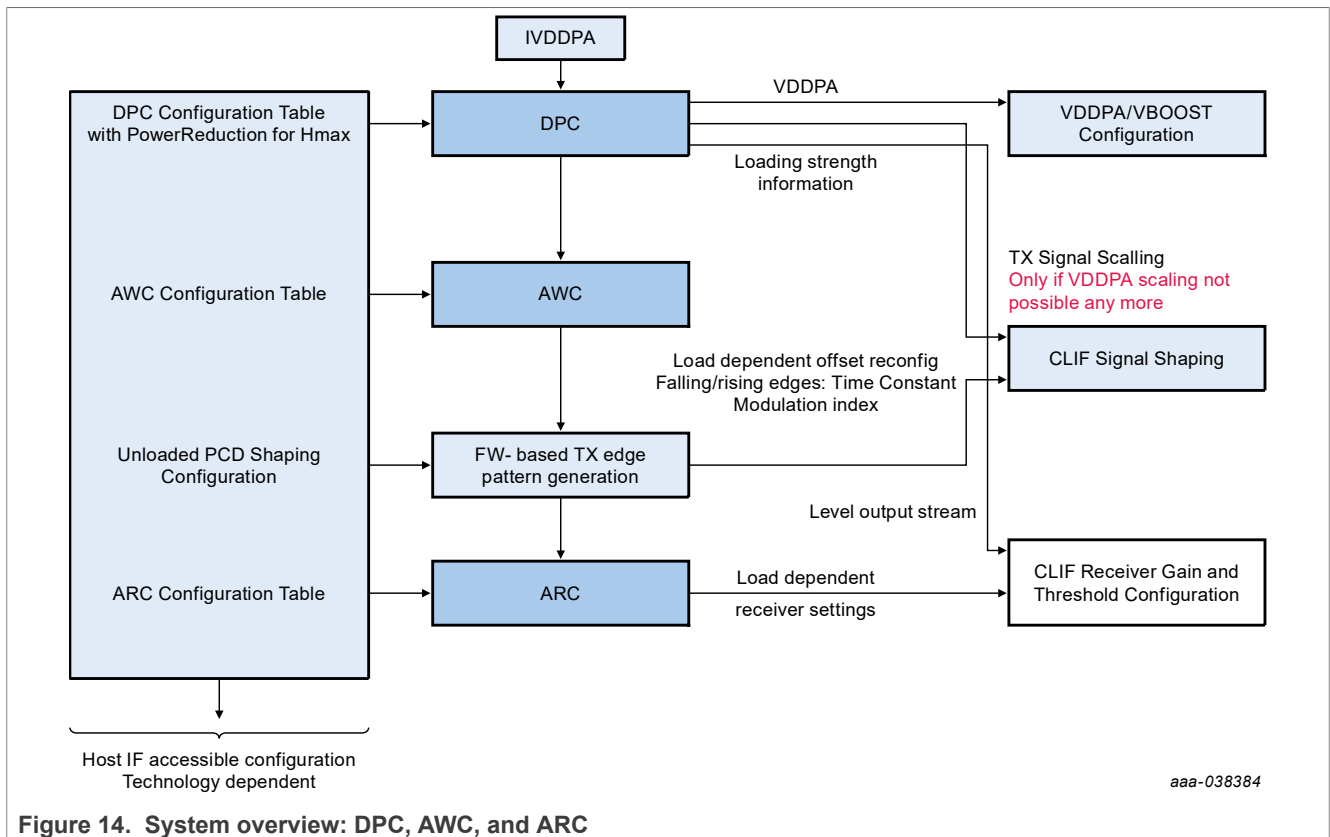 IVDDPA
DPC Configuration Table
with PowerReduction for Hmax
DPC
VDDPA
VDDPA/VBOOST
Configuration
Loading strength
information
TX Signal Scalling
Only if VDDPA scaling not
possible any more
AWC Configuration Table
AWC
CLIF Signal Shaping
Load dependent offset reconfig
Falling/rising edges: Time Constant
Modulation index
Unloaded PCD Shaping
Configuration
FW- based TX edge
pattern generation
Level output stream
ARC Configuration Table
ARC
Load dependent
receiver settings
CLIF Receiver Gain and
Threshold Configuration
Host IF accessible configuration
Technology dependent
aaa-038384
Figure 14. System overview: DPC, AWC, and ARC